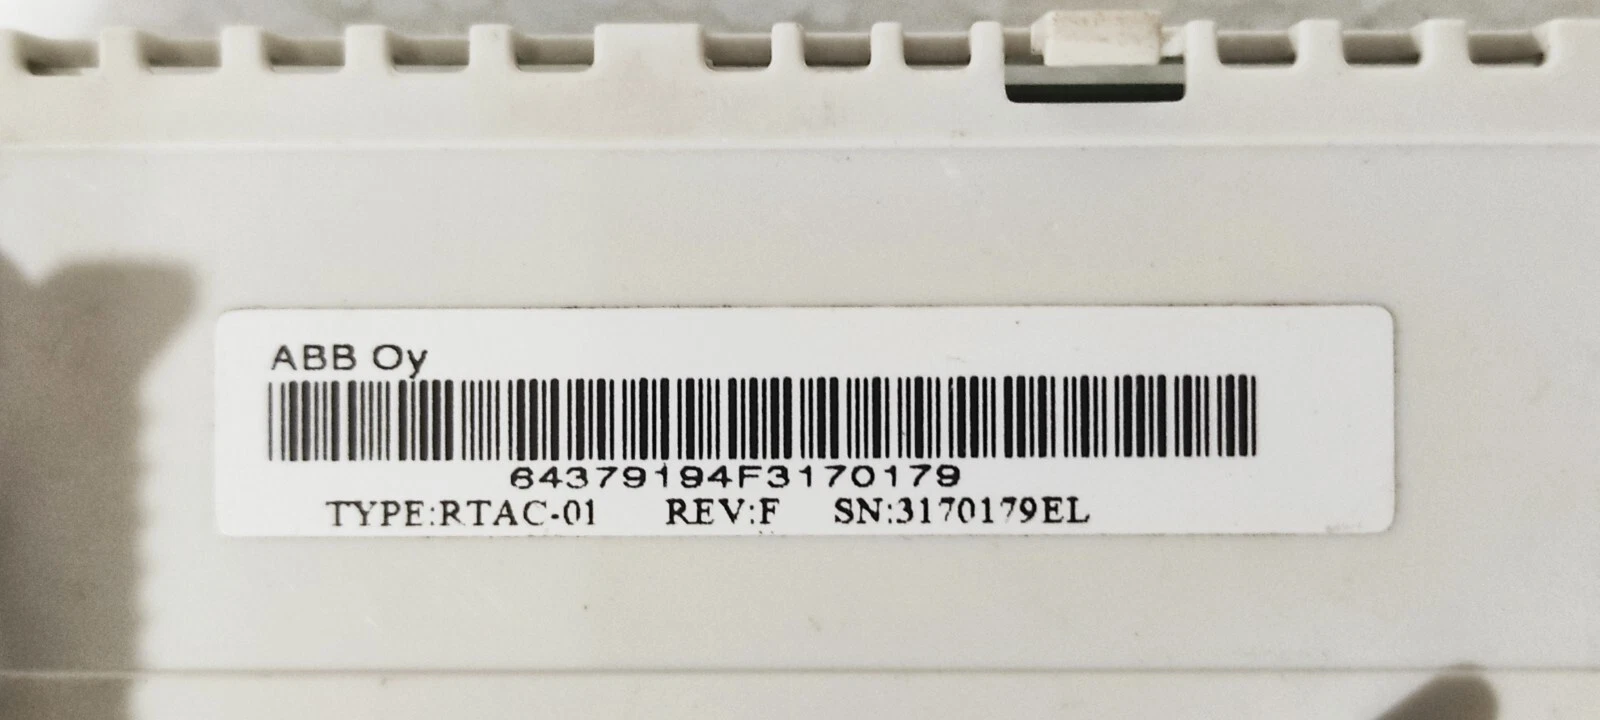 ABB Oy
64379194F3170179
TYPE:RTAC-01 REV:F SN:3170179EL